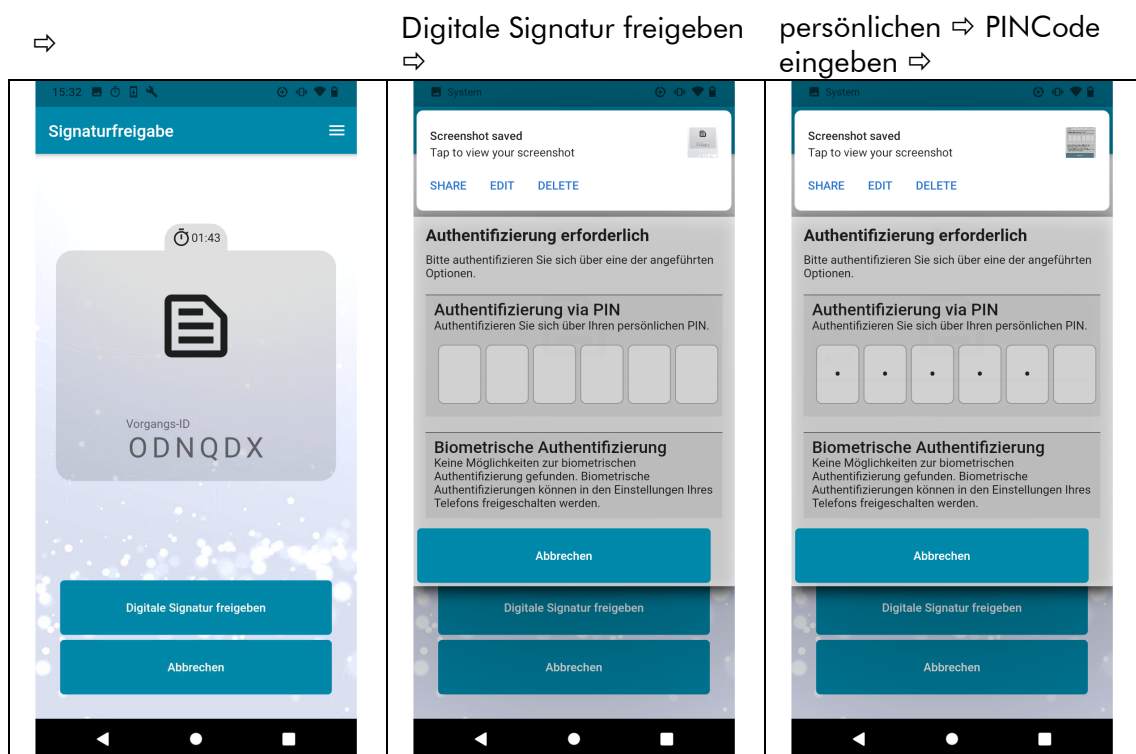 ⇨
Digitale Signatur freigeben
⇨
persönlichen ⇨ PINCode
eingeben ⇨
15:32
Signaturfreigabe
01:43
Vorgangs-ID
ODNQDX
Digitale Signatur freigeben
Abbrechen
System
Screenshot saved
Tap to view your screenshot
SHARE EDIT DELETE
Authentifizierung erforderlich
Bitte authentifizieren Sie sich über eine der angeführten
Optionen.
Authentifizierung via PIN
Authentifizieren Sie sich über Ihren persönlichen PIN.
Biometrische Authentifizierung
Keine Möglichkeiten zur biometrischen
Authentifizierung gefunden. Biometrische
Authentifizierungen können in den Einstellungen Ihres
Telefons freigeschalten werden.
Abbrechen
Digitale Signatur freigeben
Abbrechen
System
Screenshot saved
Tap to view your screenshot
SHARE EDIT DELETE
Authentifizierung erforderlich
Bitte authentifizieren Sie sich über eine der angeführten
Optionen.
Authentifizierung via PIN
Authentifizieren Sie sich über Ihren persönlichen PIN.
Biometrische Authentifizierung
Keine Möglichkeiten zur biometrischen
Authentifizierung gefunden. Biometrische
Authentifizierungen können in den Einstellungen Ihres
Telefons freigeschalten werden.
Abbrechen
Digitale Signatur freigeben
Abbrechen